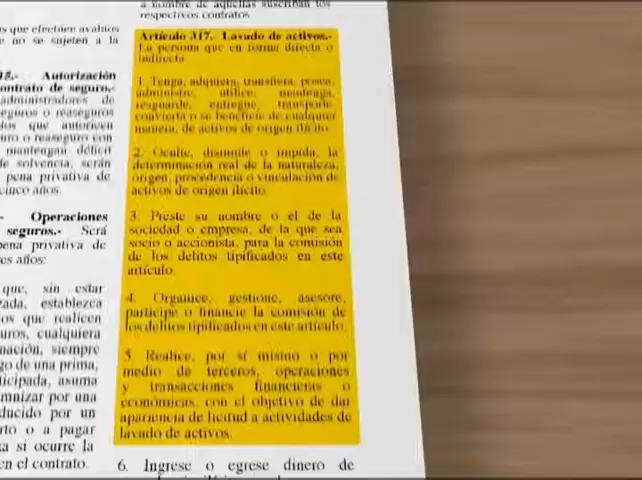 as que efectúen avalúos
e no se sujeten a la
15.- Autorización
contrato de seguro.-
administradores de
eguros o reaseguros
los que autoricen
uro o reaseguro con
mantengan déficit
de solvencia, serán
pena privativa de
cinco años.
- Operaciones
seguros.- Será
pena privativa de
es años:
que, sin estar
zada, establezca
os que realicen
uros, cualquiera
nación, siempre
go de una prima,
ticipada, asuma
mnizar por una
ducido por un
rto o a pagar
ta si ocurre la
en el contrato.
a nombre de aquellas suscriban los
respectivos contratos
Artículo 317.- Lavado de activos.-
La persona que en forma directa o
indirecta
1. Tenga, adquiera, transfiera, posea,
administre, utilice, mantenga,
resguarde, entregue, transporte,
convierta o se beneficie de cualquier
manera, de activos de origen ilícito.
2. Oculte, disimule o impida, la
determinación real de la naturaleza,
origen, procedencia o vinculación de
activos de origen ilícito.
3. Preste su nombre o el de la
sociedad o empresa, de la que sea
socio o accionista, para la comisión
de los delitos tipificados en este
artículo.
4. Organice, gestione, asesore,
participe o financie la comisión de
los delitos tipificados en este artículo.
5. Realice, por sí mismo o por
medio de terceros, operaciones
y transacciones financieras o
económicas, con el objetivo de dar
apariencia de licitud a actividades de
lavado de activos.
6. Ingrese o egrese dinero de